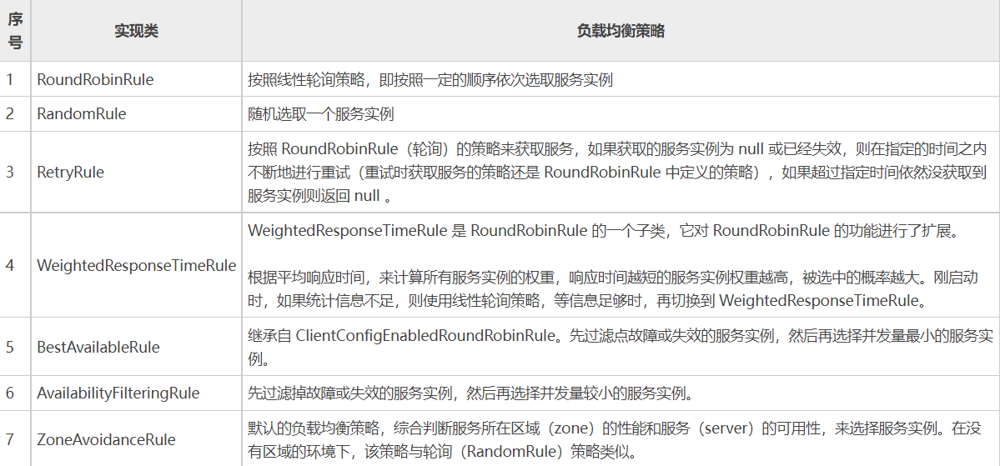 序
号
实现类
负载均衡策略
1
RoundRobinRule
按照线性轮询策略，即按照一定的顺序依次选取服务实例
2
RandomRule
随机选取一个服务实例
3
RetryRule
按照 RoundRobinRule（轮询）的策略来获取服务，如果获取的服务实例为 null 或已经失效，则在指定的时间之内
不断地进行重试（重试时获取服务的策略还是 RoundRobinRule 中定义的策略），如果超过指定时间依然没获取到
服务实例则返回 null 。
4
WeightedResponseTimeRule
WeightedResponseTimeRule 是 RoundRobinRule 的一个子类，它对 RoundRobinRule 的功能进行了扩展。
根据平均响应时间，来计算所有服务实例的权重，响应时间越短的服务实例权重越高，被选中的概率越大。刚启动
时，如果统计信息不足，则使用线性轮询策略，等信息足够时，再切换到 WeightedResponseTimeRule。
5
BestAvailableRule
继承自 ClientConfigEnabledRoundRobinRule。先过滤点故障或失效的服务实例，然后再选择并发量最小的服务实
例。
6
AvailabilityFilteringRule
先过滤掉故障或失效的服务实例，然后再选择并发量较小的服务实例。
7
ZoneAvoidanceRule
默认的负载均衡策略，综合判断服务所在区域（zone）的性能和服务（server）的可用性，来选择服务实例。在没
有区域的环境下，该策略与轮询（RandomRule）策略类似。